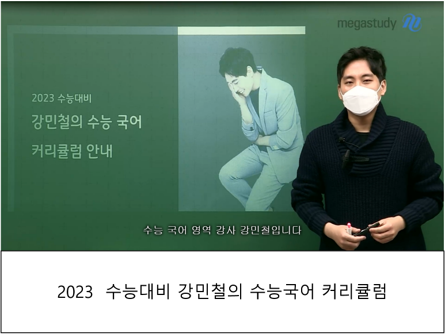 megastudy
2023 수능대비
강민철의 수능 국어
커리큘럼 안내
수능 국어 영역 강사 강민철입니다
2023 수능대비 강민철의 수능국어 커리큘럼